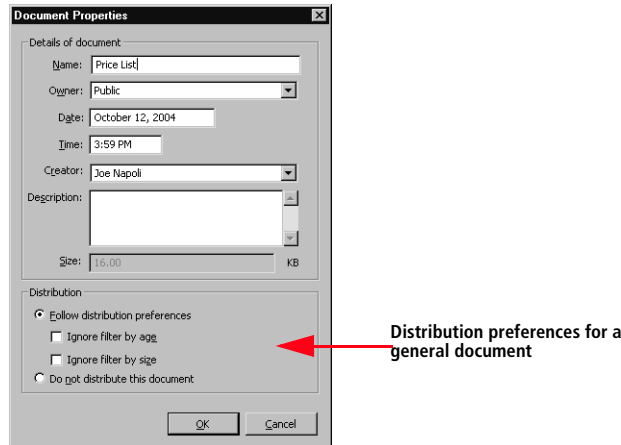 Document Properties
Details of document
Name: Price List
Owner: Public
Date: October 12, 2004
Time: 3:59 PM
Creator: Joe Napoli
Description:
Size: 16.00 KB
Distribution
Follow distribution preferences
Ignore filter by age
Ignore filter by size
Do not distribute this document
OK Cancel
Distribution preferences for a
general document